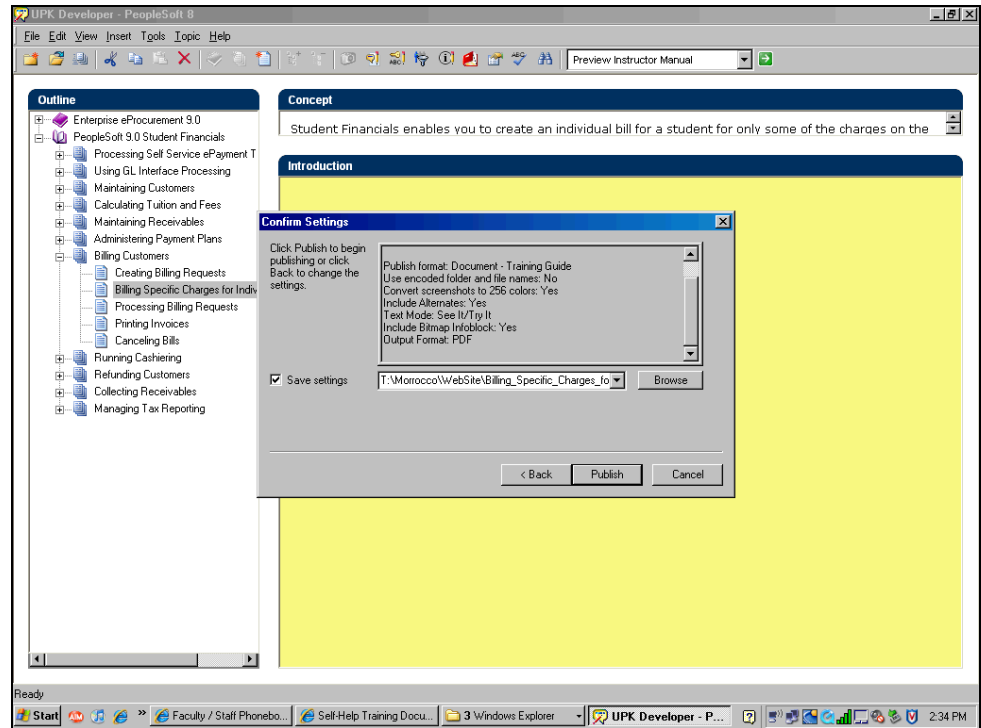 UPK Developer - PeopleSoft 8
File Edit View Insert Tools Topic Help
Preview Instructor Manual
Outline
Enterprise eProcurement 9.0
PeopleSoft 9.0 Student Financials
Processing Self Service ePayment T
Using GL Interface Processing
Maintaining Customers
Calculating Tuition and Fees
Maintaining Receivables
Administering Payment Plans
Billing Customers
Creating Billing Requests
Billing Specific Charges for Indiv
Processing Billing Requests
Printing Invoices
Canceling Bills
Running Cashiering
Refunding Customers
Collecting Receivables
Managing Tax Reporting
Concept
Student Financials enables you to create an individual bill for a student for only some of the charges on the
Introduction
Confirm Settings
Click Publish to begin
publishing or click
Back to change the
settings.
Publish format: Document - Training Guide
Use encoded folder and file names: No
Convert screenshots to 256 colors: Yes
Include Alternates: Yes
Text Mode: See It/Try It
Include Bitmap Infoblock: Yes
Output Format: PDF
Save settings
T:\Morrocco\WebSite\Billing_Specific_Charges_fo
Browse
< Back
Publish
Cancel
Ready
Start
Faculty / Staff Phonebo...
Self-Help Training Docu...
3 Windows Explorer
UPK Developer - P...
2:34 PM